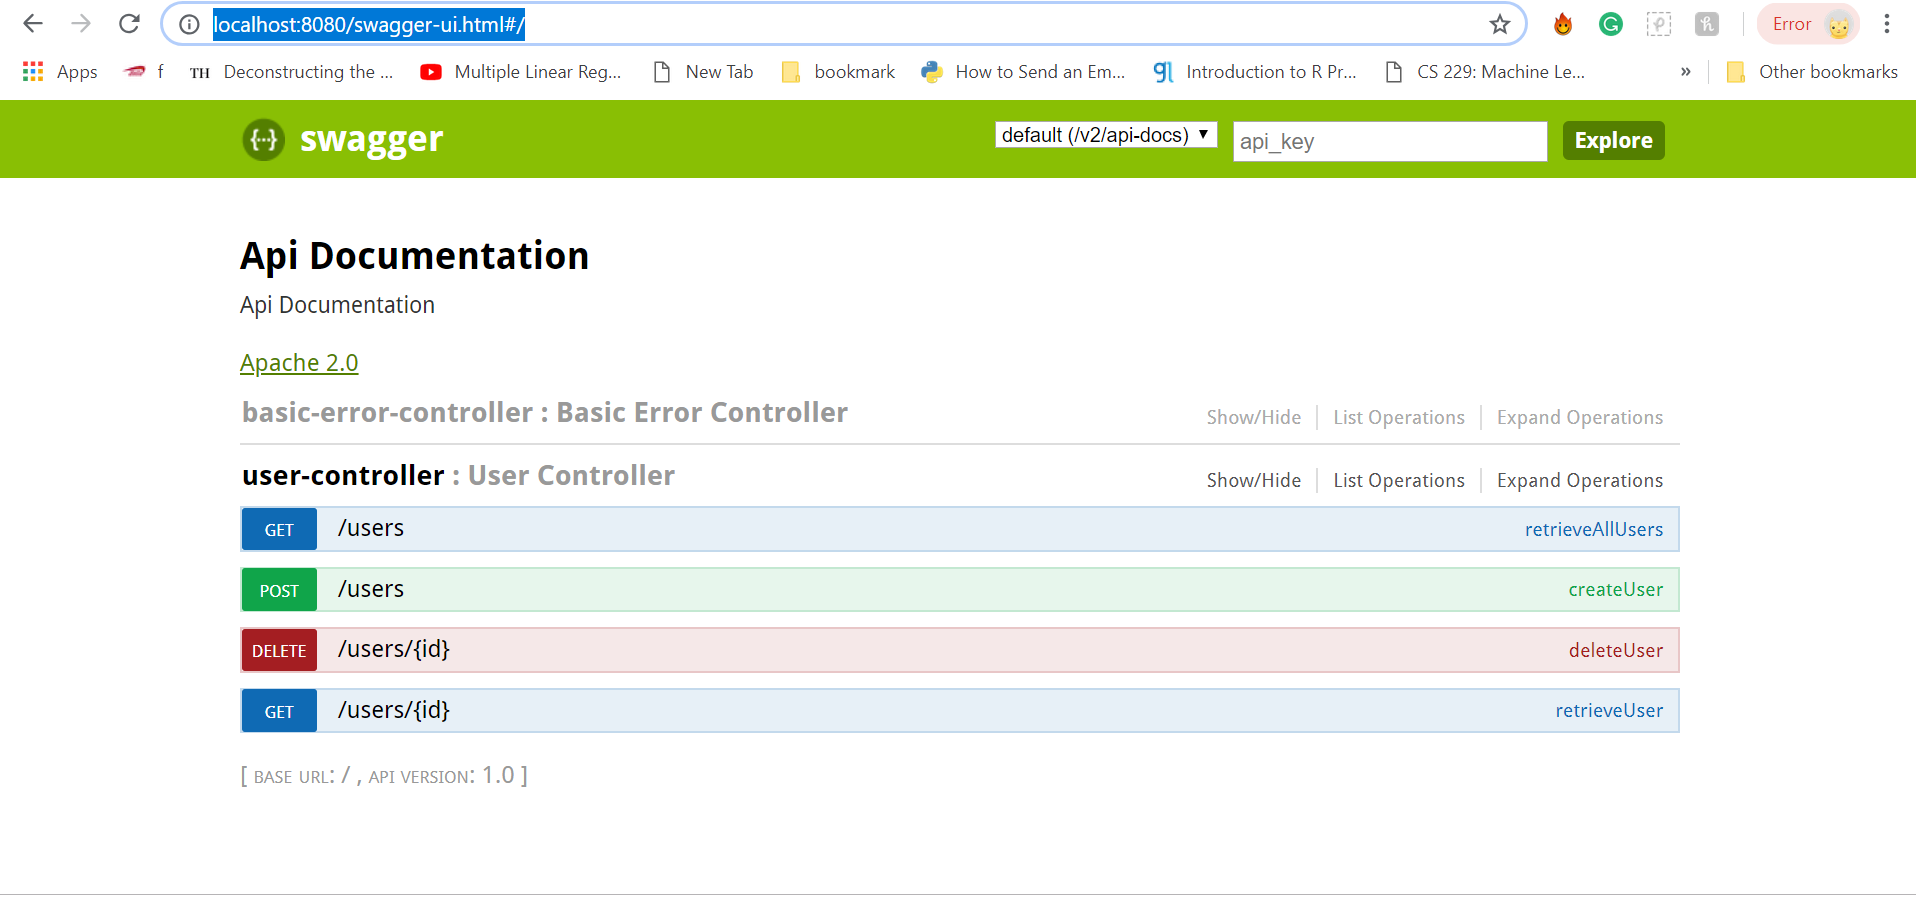 localhost:8080/swagger-ui.html#/
Error
Apps
f
TH Deconstructing the ...
Multiple Linear Reg...
New Tab
bookmark
How to Send an Em...
Introduction to R Pr...
CS 229: Machine Le...
»
Other bookmarks
{···} swagger
default (/v2/api-docs)
api_key
Explore
Api Documentation
Api Documentation
Apache 2.0
basic-error-controller : Basic Error Controller
Show/Hide
List Operations
Expand Operations
user-controller : User Controller
Show/Hide
List Operations
Expand Operations
GET /users retrieveAllUsers
POST /users createUser
DELETE /users/{id} deleteUser
GET /users/{id} retrieveUser
[ BASE URL: / , API VERSION: 1.0 ]